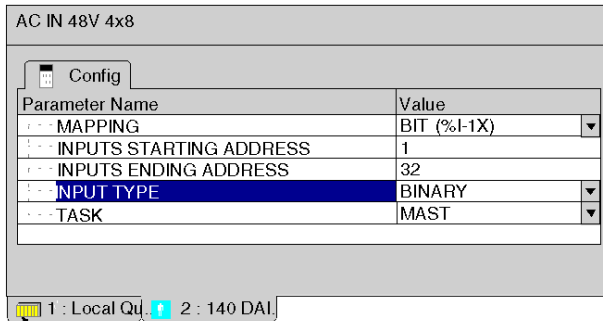 AC IN 48V 4x8
Config
Parameter Name Value
MAPPING BIT (%I-1X)
INPUTS STARTING ADDRESS 1
INPUTS ENDING ADDRESS 32
INPUT TYPE BINARY
TASK MAST
1 : Local Qu... 2 : 140 DAI.